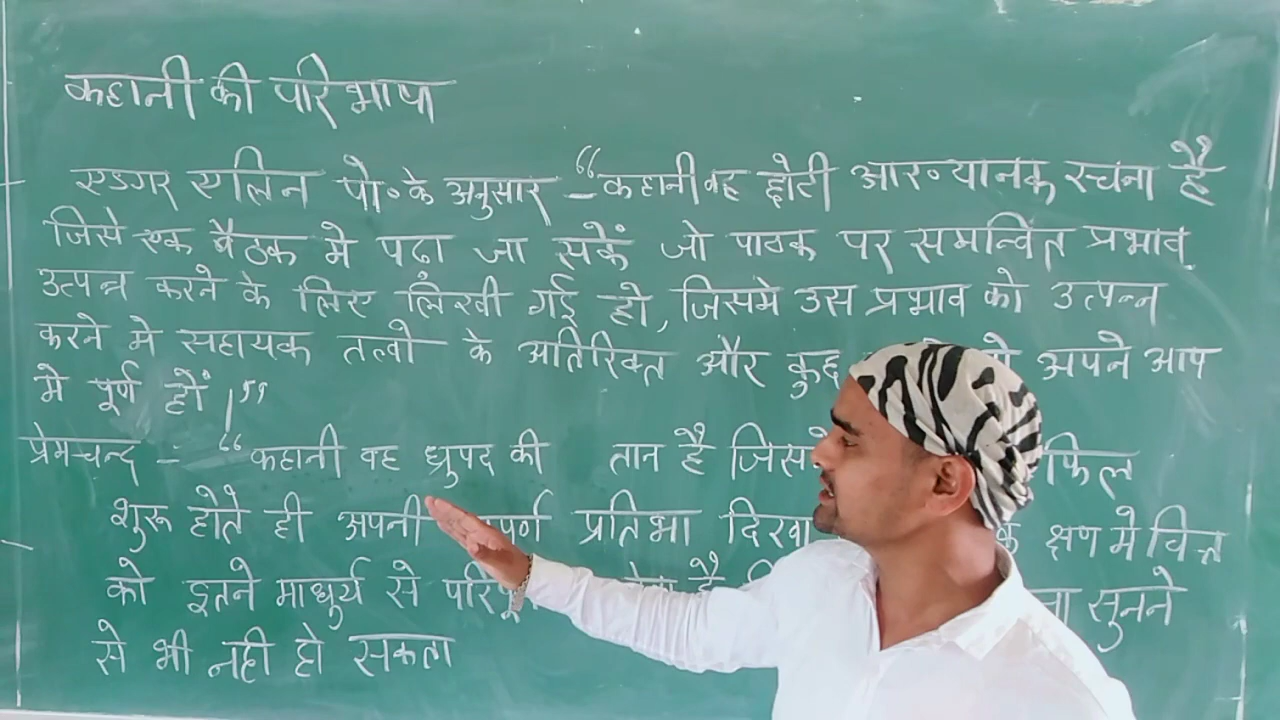 कहानी की परिभाषा
एडगर एलिन पो॰ के अनुसार - “कहानी वह छोटी आख्यानक रचना है
जिसे एक बैठक मे पढा जा सकें जो पाठक पर समन्वित प्रभाव
उत्पन्न करने के लिए लिखी गई हो, जिसमे उस प्रभाव को उत्पन्न
करने मे सहायक तत्वो के अतिरिक्त और कुछ अपने आप
मे पूर्ण हों।”
प्रेमचन्द - “कहानी वह ध्रुपद की तान है
शुरू होते ही अपनी प्रतिभा क्षण मे चित्त
को इतने माधुर्य से है सुनने
से भी नही हो सकता